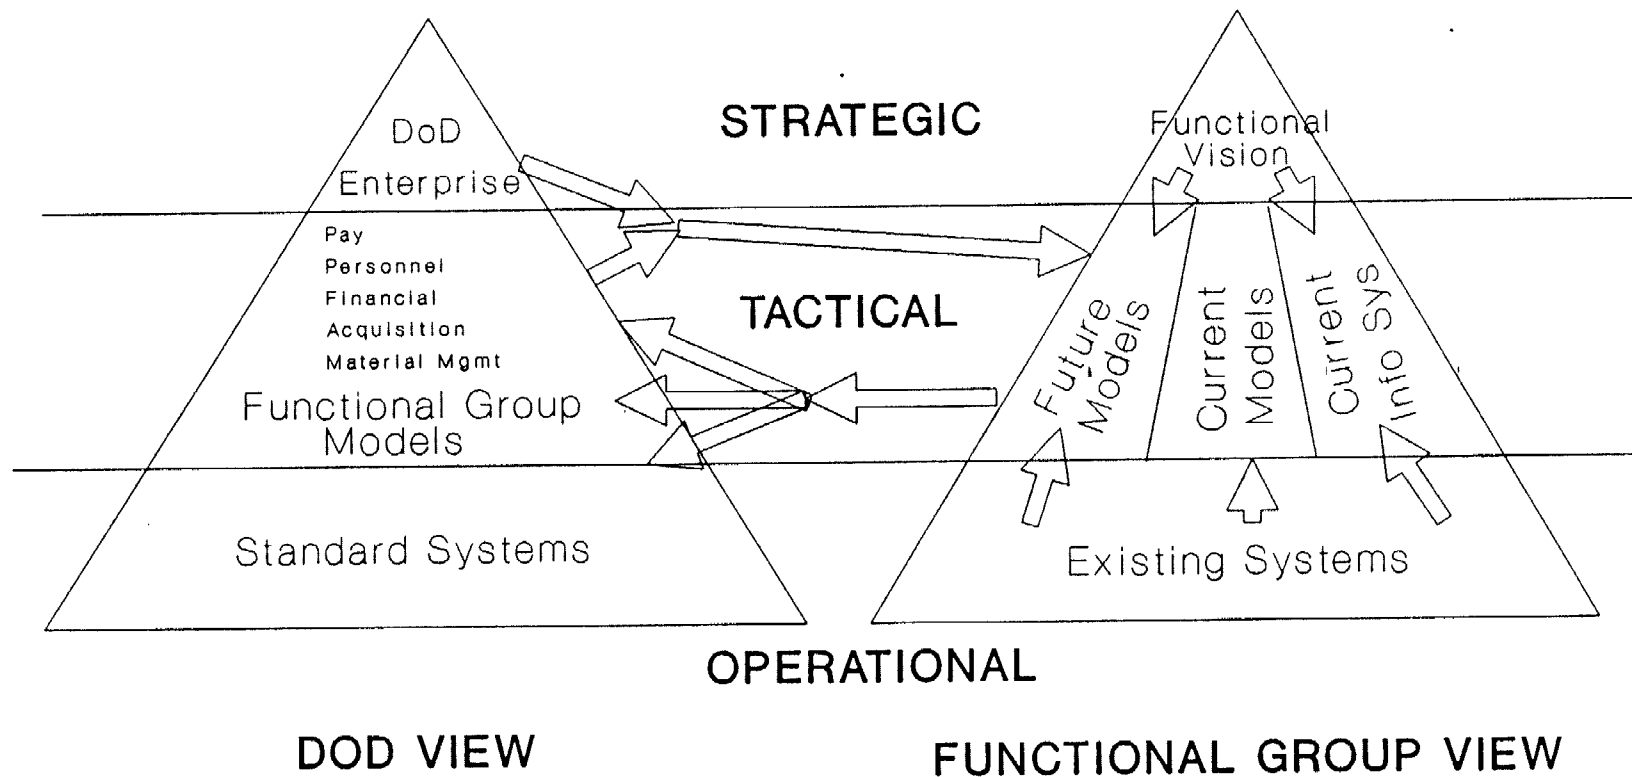 STRATEGIC
DoD
Enterprise
Functional
Vision
Pay
Personnel
Financial
Acquisition
Material Mgmt
Functional Group
Models
TACTICAL
Future
Models
Current
Models
Current
Info Sys
Standard Systems
Existing Systems
OPERATIONAL
DOD VIEW
FUNCTIONAL GROUP VIEW